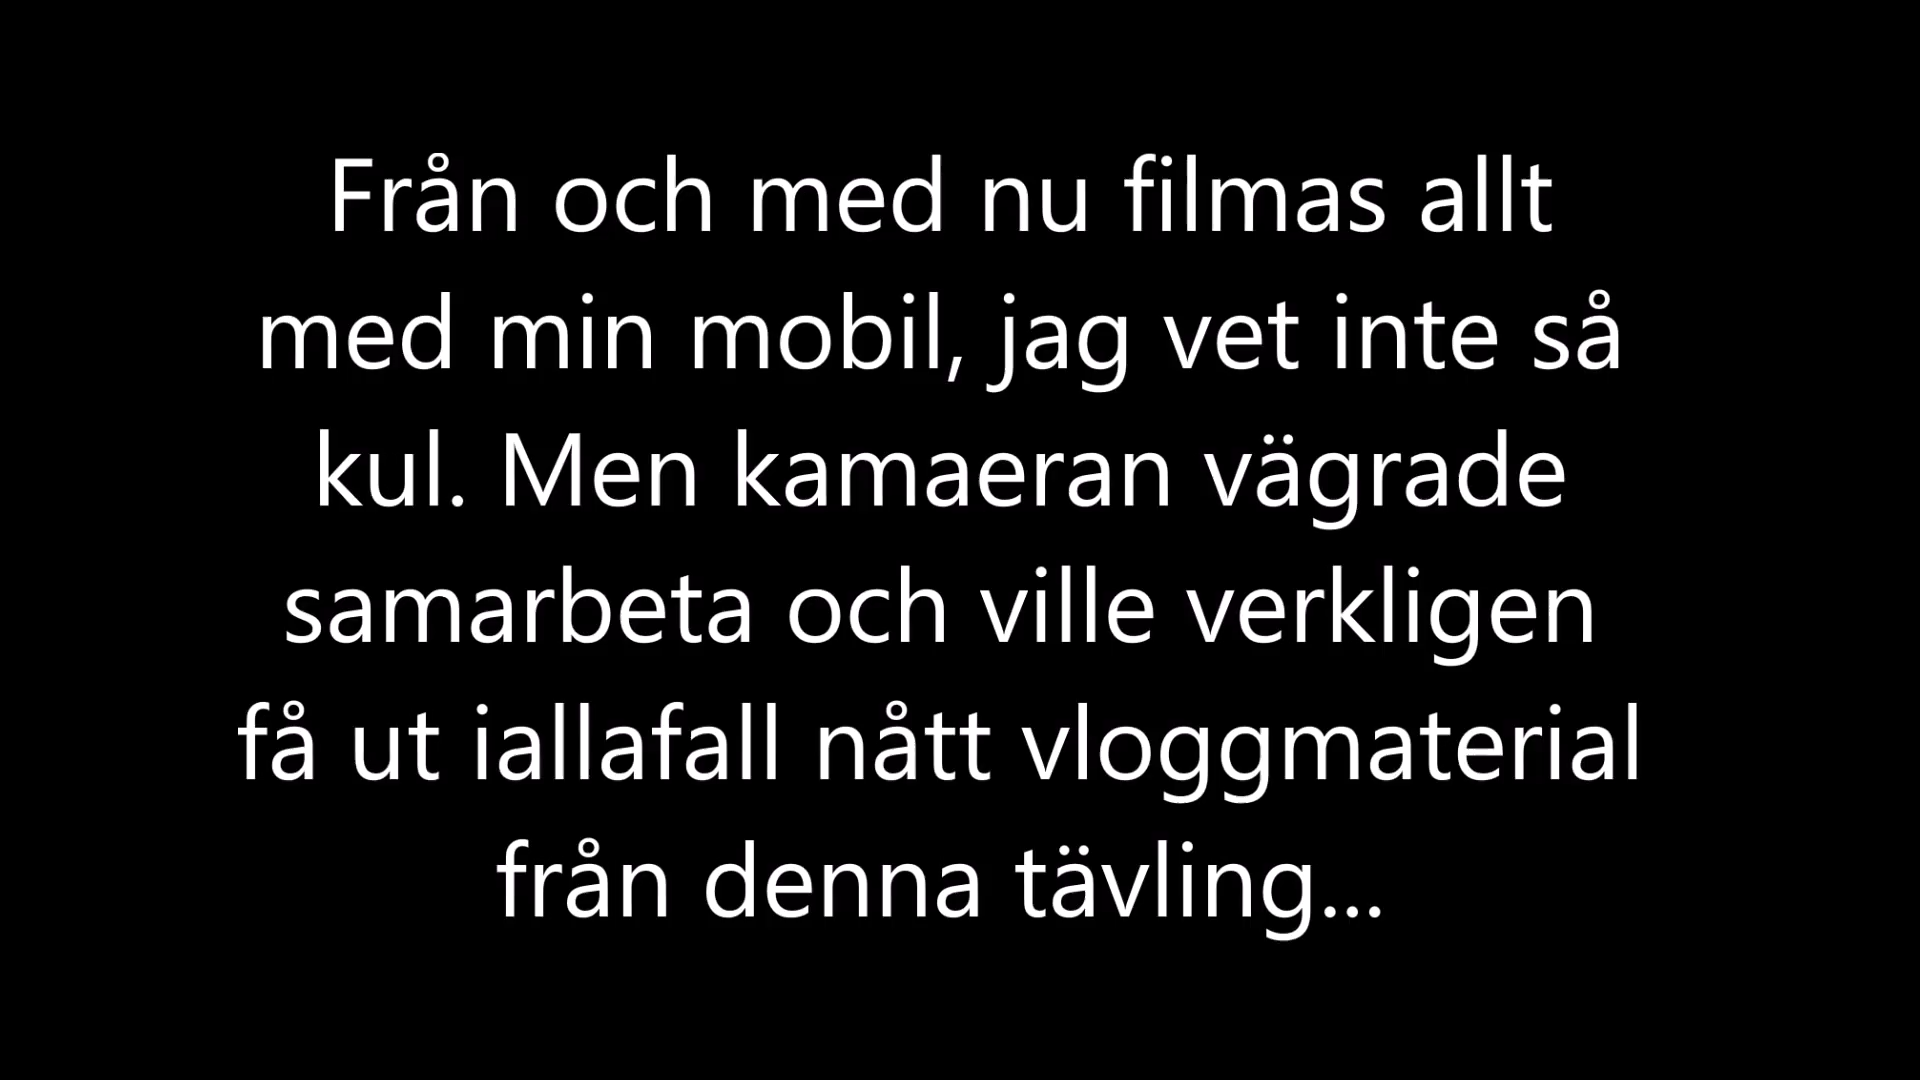 Från och med nu filmas allt
med min mobil, jag vet inte så
kul. Men kamaeran vägrade
samarbeta och ville verkligen
få ut iallafall nått vloggmaterial
från denna tävling...